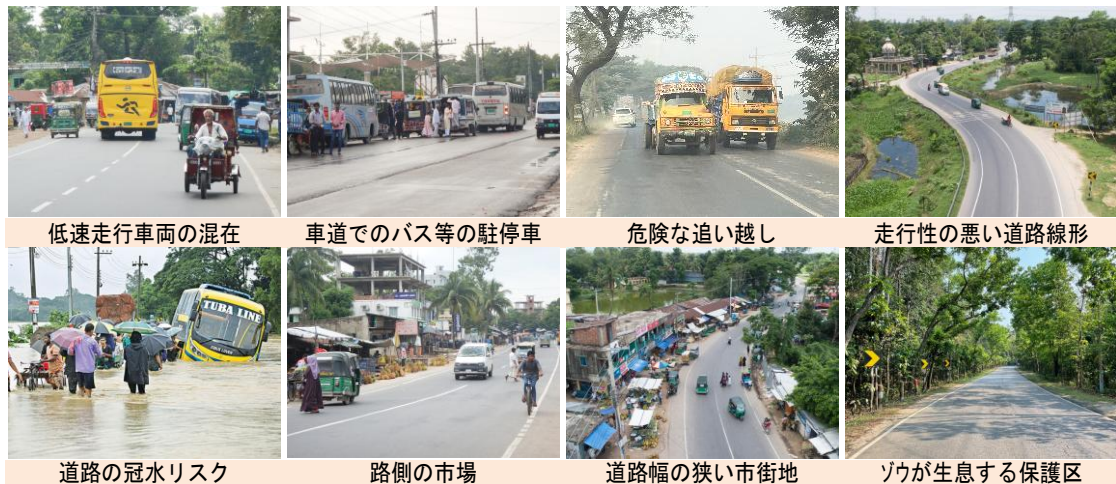 低速走行車両の混在
車道でのバス等の駐停車
危険な追い越し
走行性の悪い道路線形
TUBA LINE
道路の冠水リスク
路側の市場
道路幅の狭い市街地
ゾウが生息する保護区